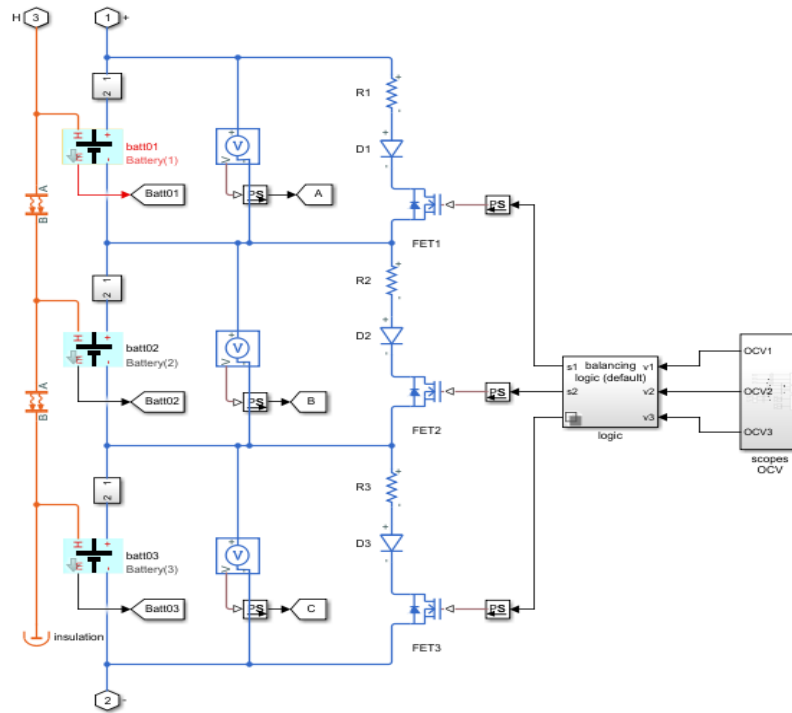 H 3
1 +
2 1
R1
V
batt01
Battery(1)
D1
H + - m
Batt01
V
PS
A
PS
A
B
FET1
2 1
R2
V
batt02
Battery(2)
D2
H + - m
A
B
Batt02
V
PS
B
PS
FET2
s1
s2
balancing
logic (default)
v1
v2
v3
logic
OCV1
OCV2
OCV3
scopes
OCV
2 1
R3
V
batt03
Battery(3)
D3
H + - m
Batt03
V
PS
C
PS
insulation
FET3
2 -